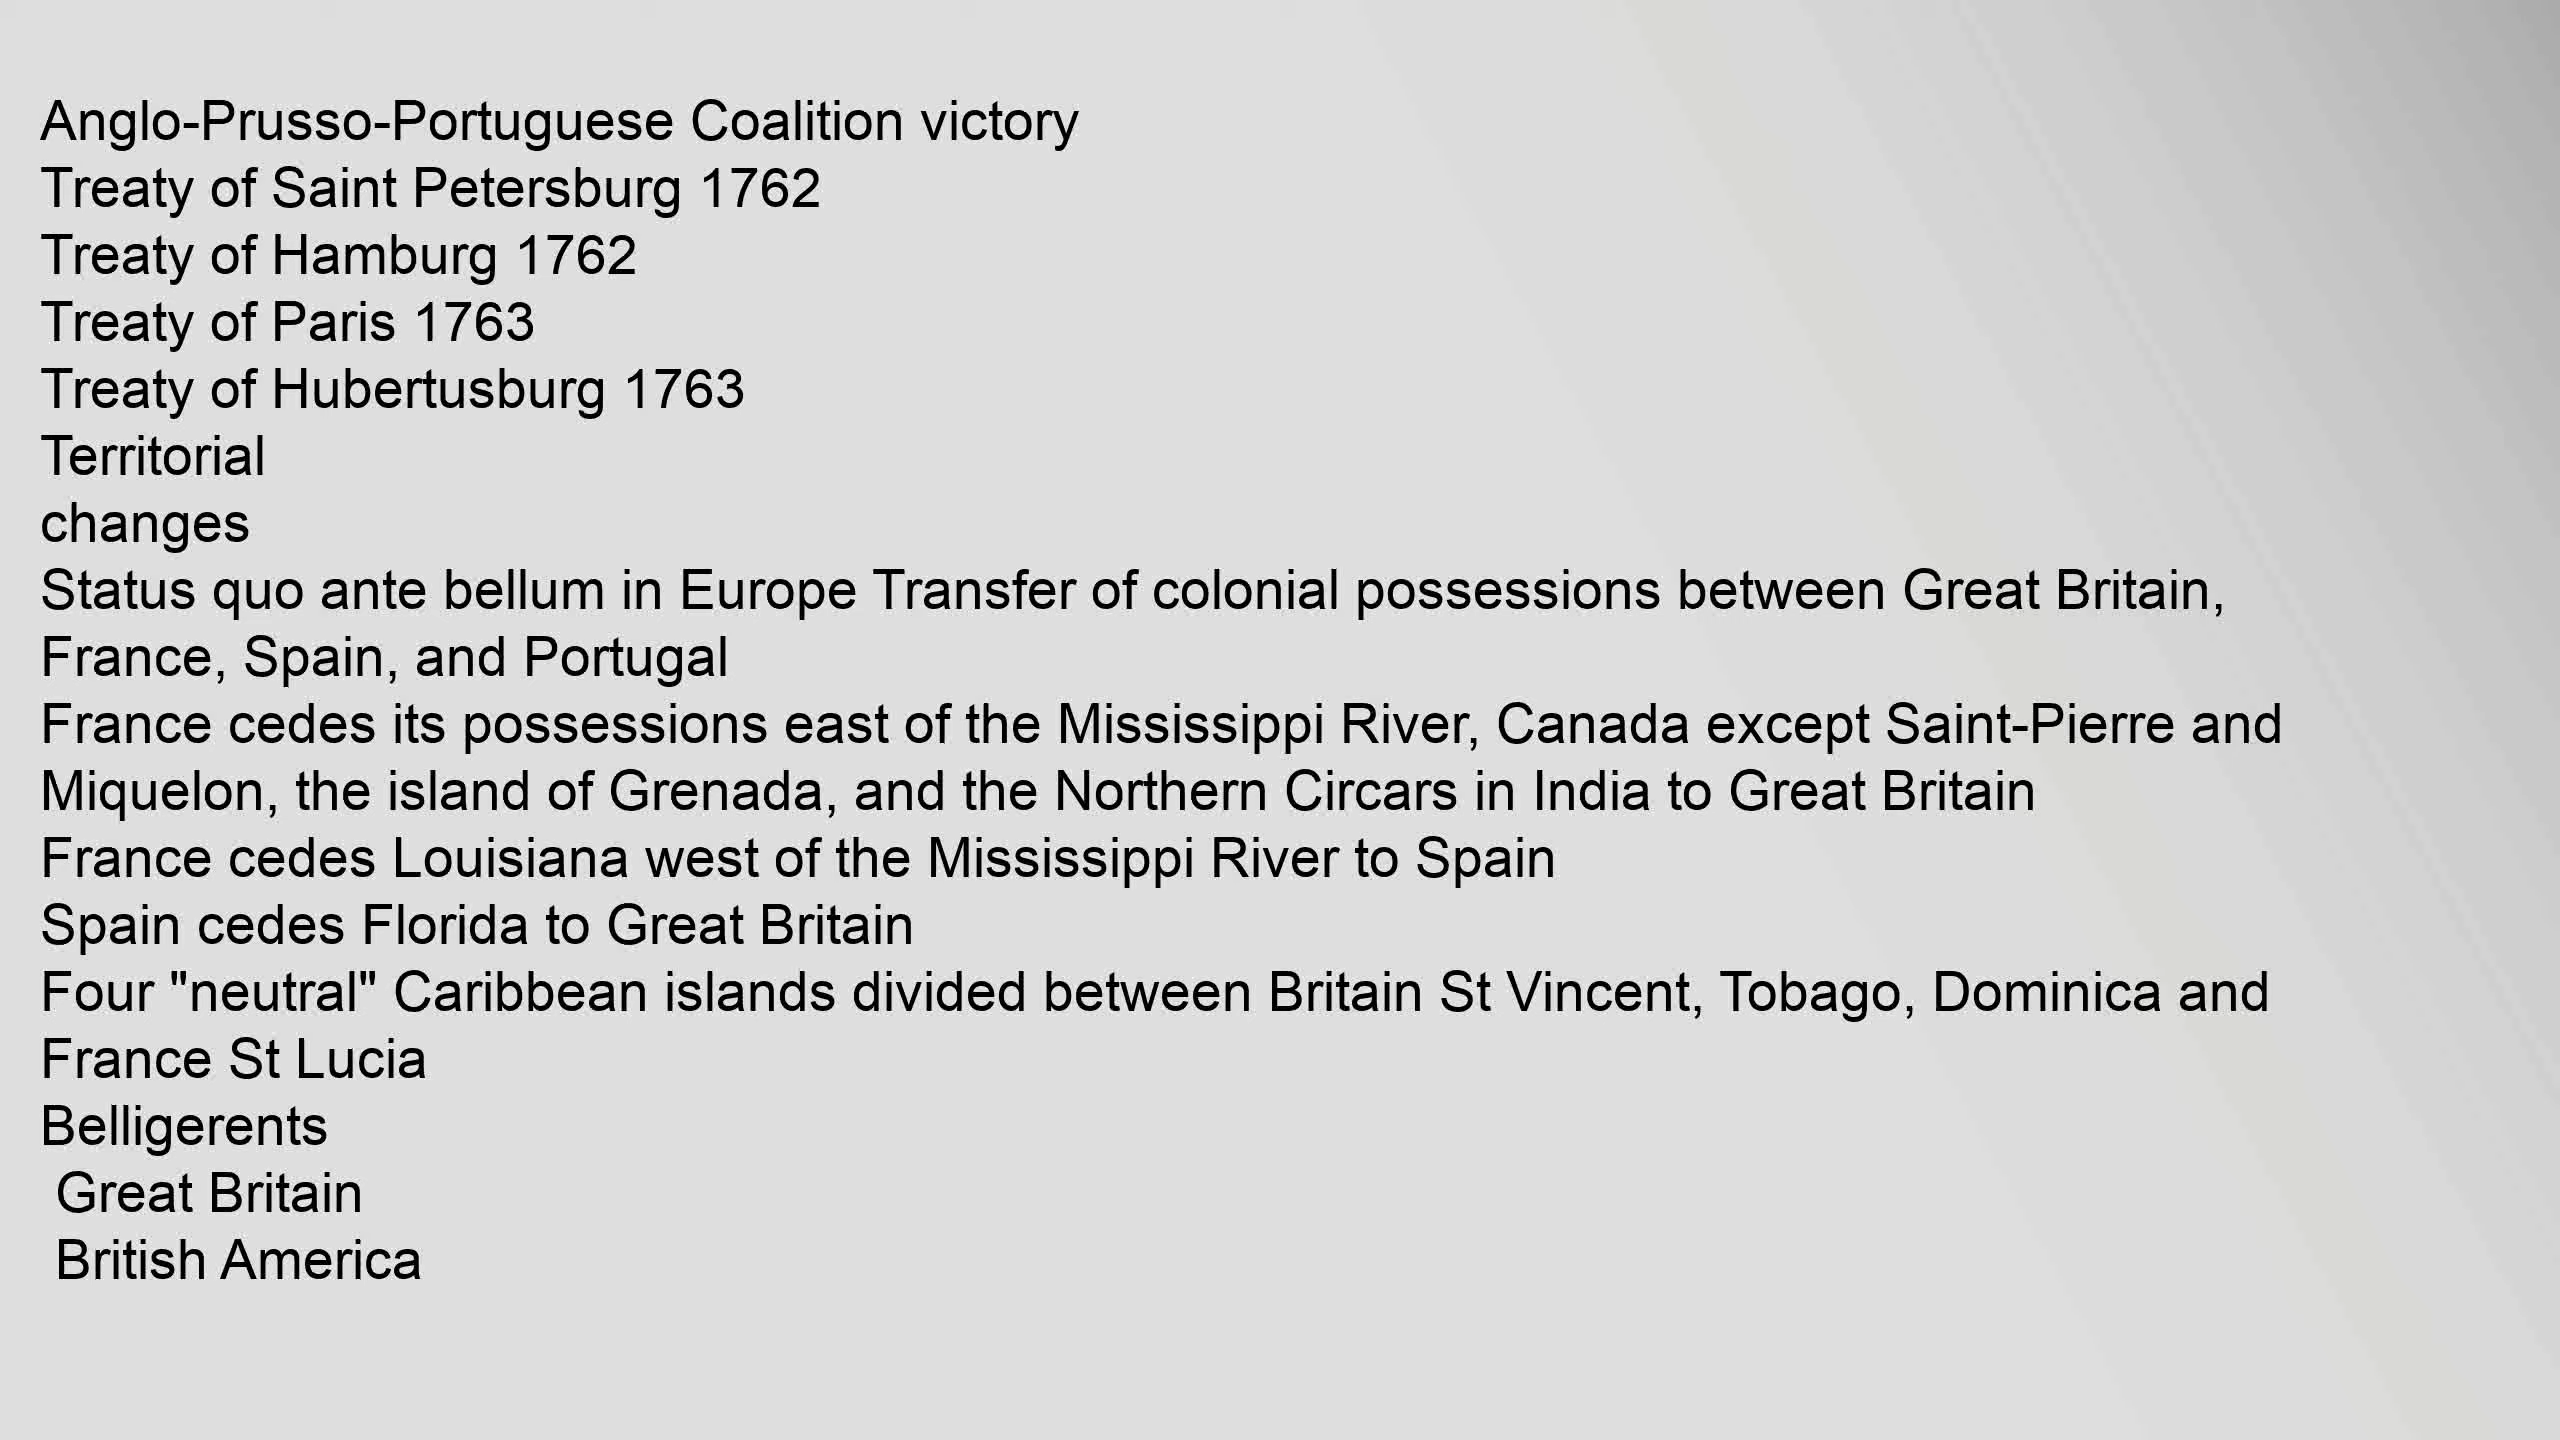 Anglo-Prusso-Portuguese Coalition victory
Treaty of Saint Petersburg 1762
Treaty of Hamburg 1762
Treaty of Paris 1763
Treaty of Hubertusburg 1763
Territorial
changes
Status quo ante bellum in Europe Transfer of colonial possessions between Great Britain,
France, Spain, and Portugal
France cedes its possessions east of the Mississippi River, Canada except Saint-Pierre and
Miquelon, the island of Grenada, and the Northern Circars in India to Great Britain
France cedes Louisiana west of the Mississippi River to Spain
Spain cedes Florida to Great Britain
Four "neutral" Caribbean islands divided between Britain St Vincent, Tobago, Dominica and
France St Lucia
Belligerents
Great Britain
British America